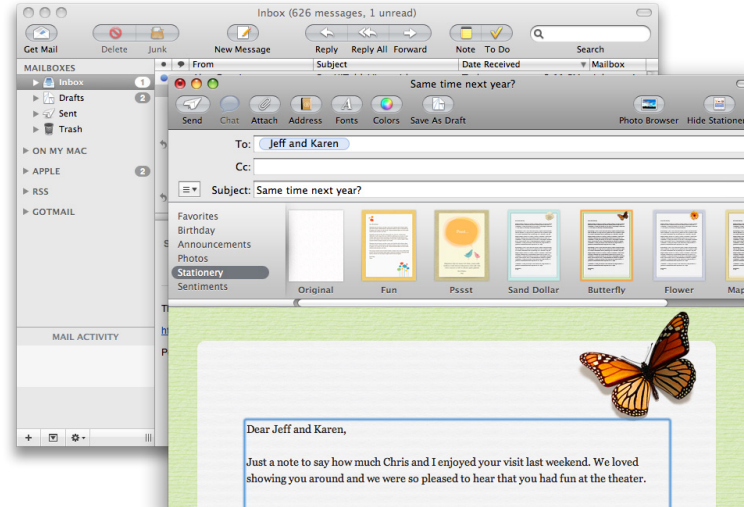 Inbox (626 messages, 1 unread)
Get Mail Delete Junk New Message Reply Reply All Forward Note To Do Search
MAILBOXES
From Subject Date Received Mailbox
Inbox 1
Drafts 2
Sent
Trash
ON MY MAC
APPLE 2
RSS
GOTMAIL
MAIL ACTIVITY
Same time next year?
Send Chat Attach Address Fonts Colors Save As Draft Photo Browser Hide Stationer
To: Jeff and Karen
Cc:
Subject: Same time next year?
Favorites
Birthday
Announcements
Photos
Stationery
Sentiments
Original Fun Pssst Sand Dollar Butterfly Flower Map
Dear Jeff and Karen,
Just a note to say how much Chris and I enjoyed your visit last weekend. We loved
showing you around and we were so pleased to hear that you had fun at the theater.